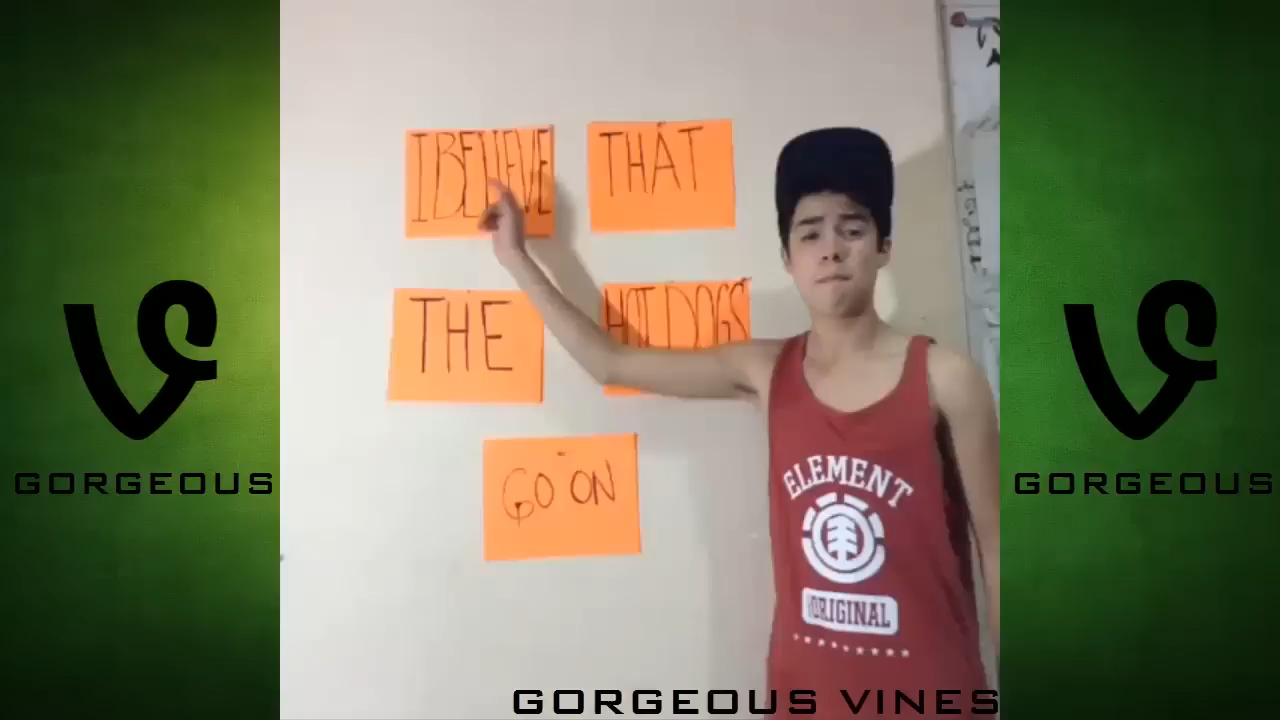 I BELIEVE
THAT
THE
HOT DOGS
GO ON
ELEMENT
ORIGINAL
GORGEOUS
GORGEOUS
GORGEOUS VINES